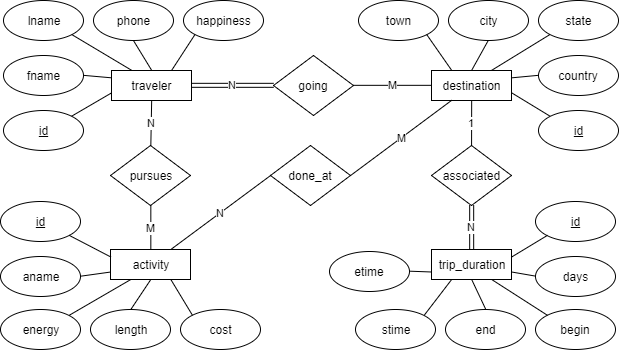 lname
phone
happiness
town
city
state
fname
traveler
N
going
M
destination
country
id
id
N
M
1
pursues
done_at
associated
id
M
N
N
id
aname
activity
etime
trip_duration
days
energy
length
cost
stime
end
begin